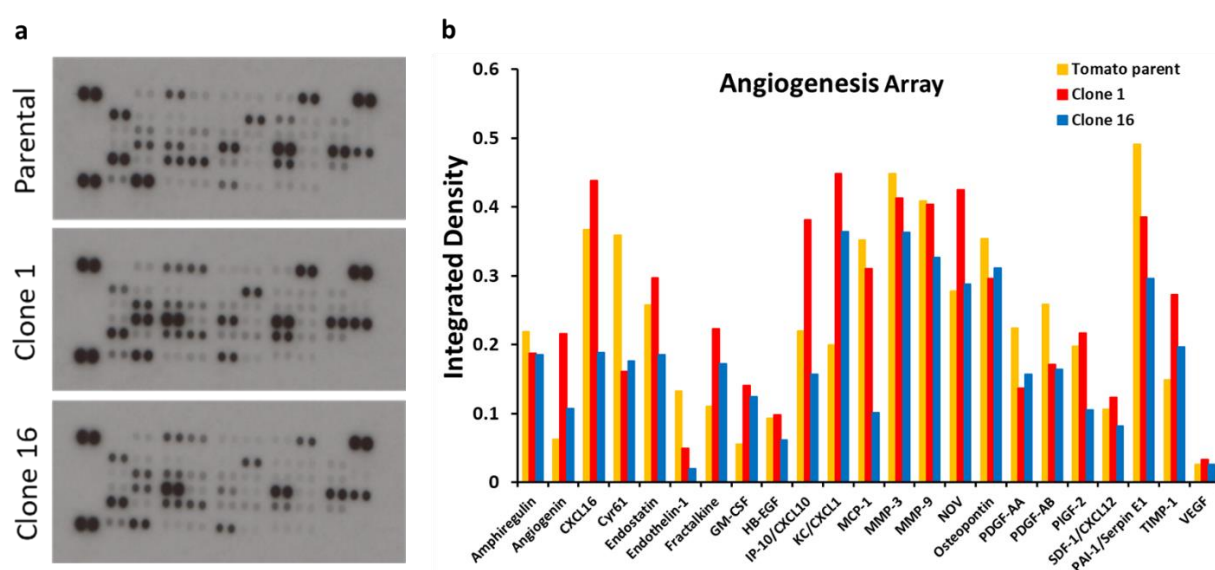 a
Parental
Clone 1
Clone 16
b
Angiogenesis Array
Tomato parent
Clone 1
Clone 16
Integrated Density
0.6
0.5
0.4
0.3
0.2
0.1
0
Amphiregulin
Angiogenin
CXCL16
Cyr61
Endostatin
Endothelin-1
Fractalkine
GM-CSF
HB-EGF
IP-10/CXCL10
KC/CXCL1
MCP-1
MMP-3
MMP-9
NOV
Osteopontin
PDGF-AA
PDGF-AB
PIGF-2
SDF-1/CXCL12
PAI-1/Serpin E1
TIMP-1
VEGF